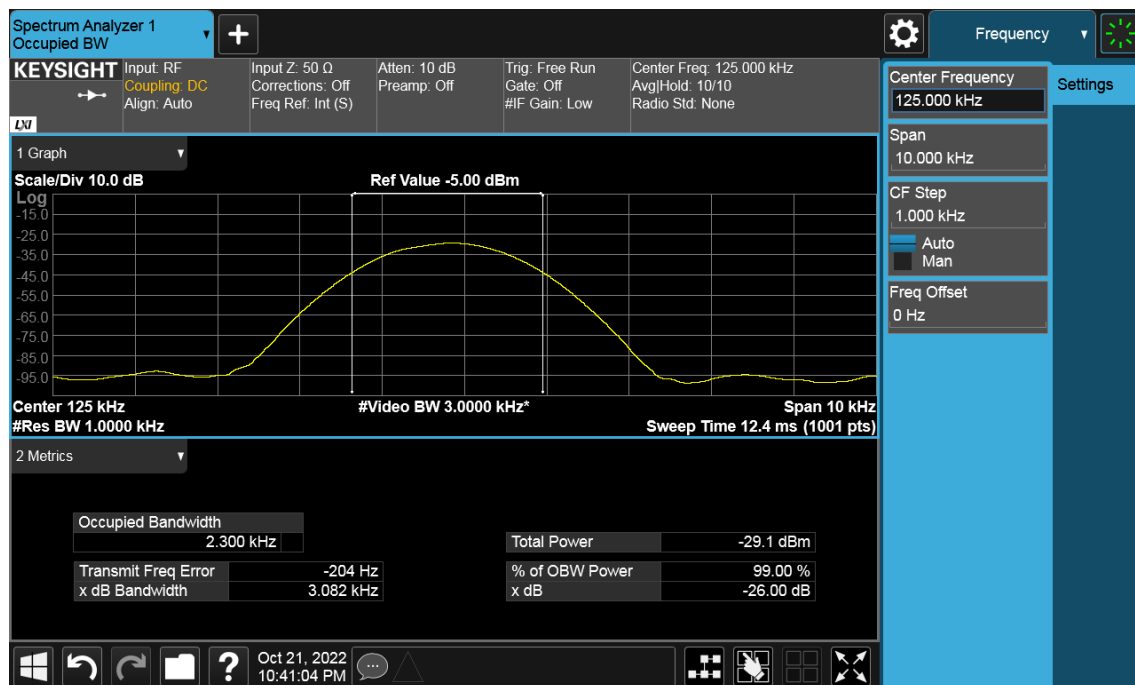 Spectrum Analyzer 1
Occupied BW
+
Frequency
KEYSIGHT
LXI
Input: RF
Coupling: DC
Align: Auto
Input Z: 50 Ω
Corrections: Off
Freq Ref: Int (S)
Atten: 10 dB
Preamp: Off
Trig: Free Run
Gate: Off
#IF Gain: Low
Center Freq: 125.000 kHz
Avg|Hold: 10/10
Radio Std: None
Center Frequency
125.000 kHz
Settings
Span
10.000 kHz
CF Step
1.000 kHz
Auto
Man
Freq Offset
0 Hz
1 Graph
Scale/Div 10.0 dB
Ref Value -5.00 dBm
Log
-15.0
-25.0
-35.0
-45.0
-55.0
-65.0
-75.0
-85.0
-95.0
Center 125 kHz
#Video BW 3.0000 kHz*
Span 10 kHz
#Res BW 1.0000 kHz
Sweep Time 12.4 ms (1001 pts)
2 Metrics
Occupied Bandwidth
2.300 kHz
Total Power -29.1 dBm
Transmit Freq Error -204 Hz
% of OBW Power 99.00 %
x dB Bandwidth 3.082 kHz
x dB -26.00 dB
?
Oct 21, 2022
10:41:04 PM